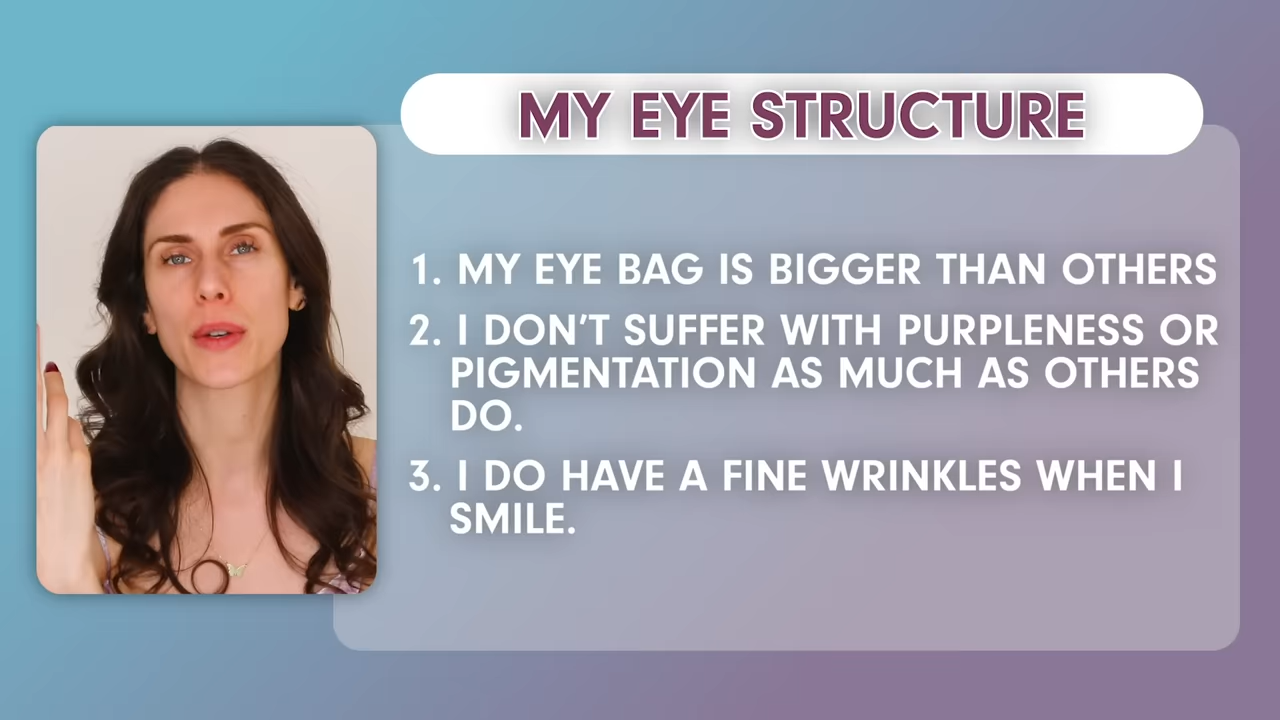 MY EYE STRUCTURE
1. MY EYE BAG IS BIGGER THAN OTHERS
2. I DON'T SUFFER WITH PURPLENESS OR
PIGMENTATION AS MUCH AS OTHERS
DO.
3. I DO HAVE A FINE WRINKLES WHEN I
SMILE.